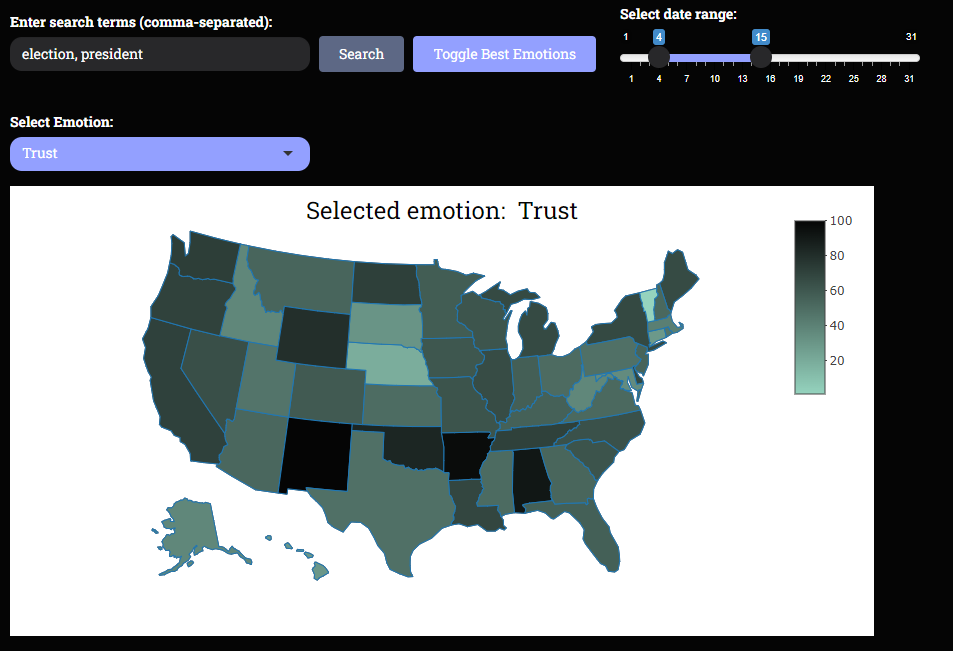 Enter search terms (comma-separated):
election, president
Search
Toggle Best Emotions
Select date range:
1 4 15 31
1 4 7 10 13 16 19 22 25 28 31
Select Emotion:
Trust
Selected emotion: Trust
100
80
60
40
20